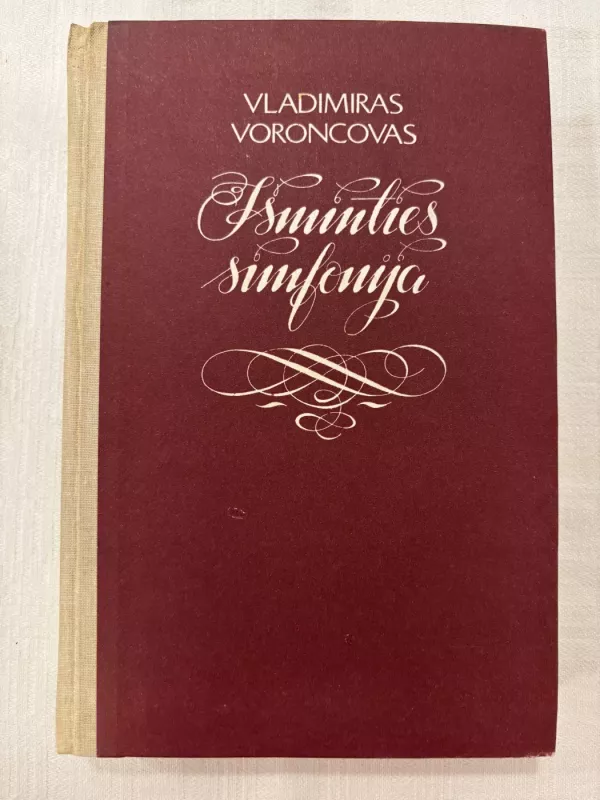 VLADIMIRAS
VORONCOVAS
Išminties
simfonija